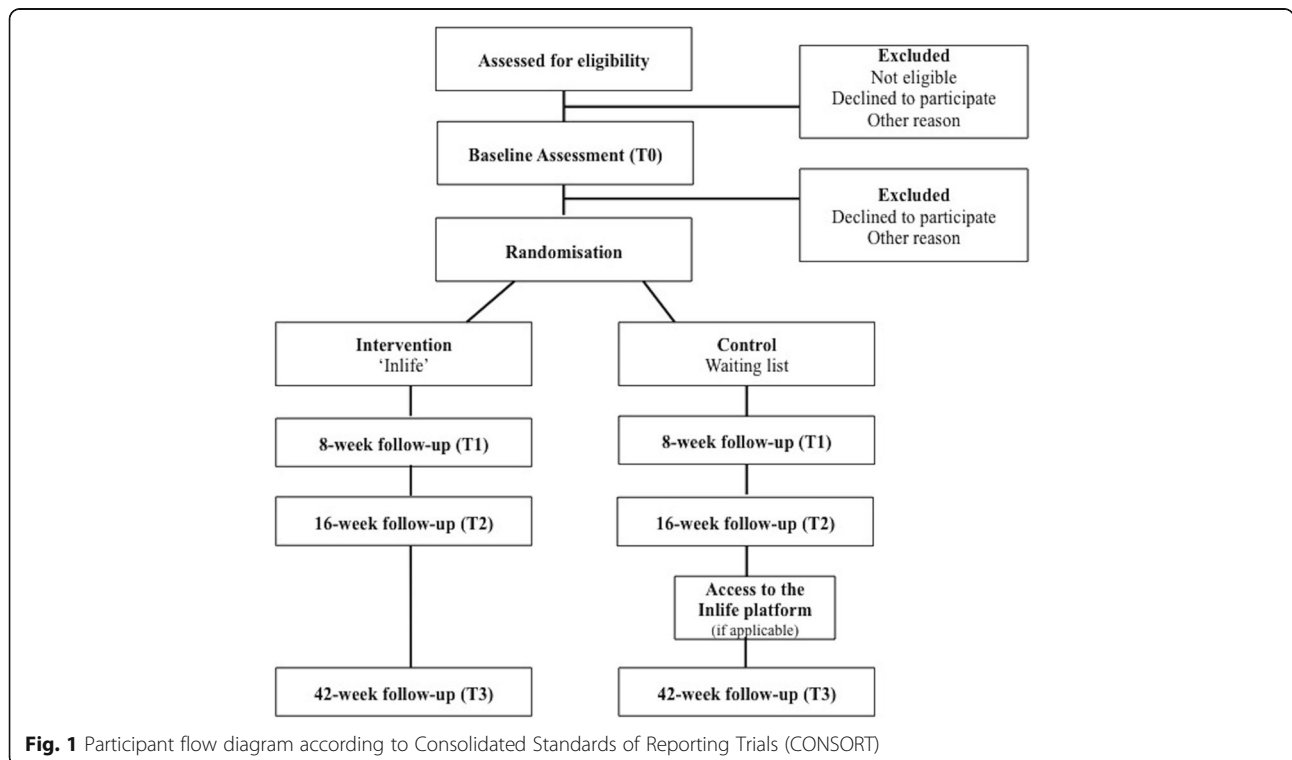 Assessed for eligibility
Excluded
Not eligible
Declined to participate
Other reason
Baseline Assessment (T0)
Excluded
Declined to participate
Other reason
Randomisation
Intervention
‘Inlife’
Control
Waiting list
8-week follow-up (T1)
8-week follow-up (T1)
16-week follow-up (T2)
16-week follow-up (T2)
Access to the
Inlife platform
(if applicable)
42-week follow-up (T3)
42-week follow-up (T3)
Fig. 1 Participant flow diagram according to Consolidated Standards of Reporting Trials (CONSORT)